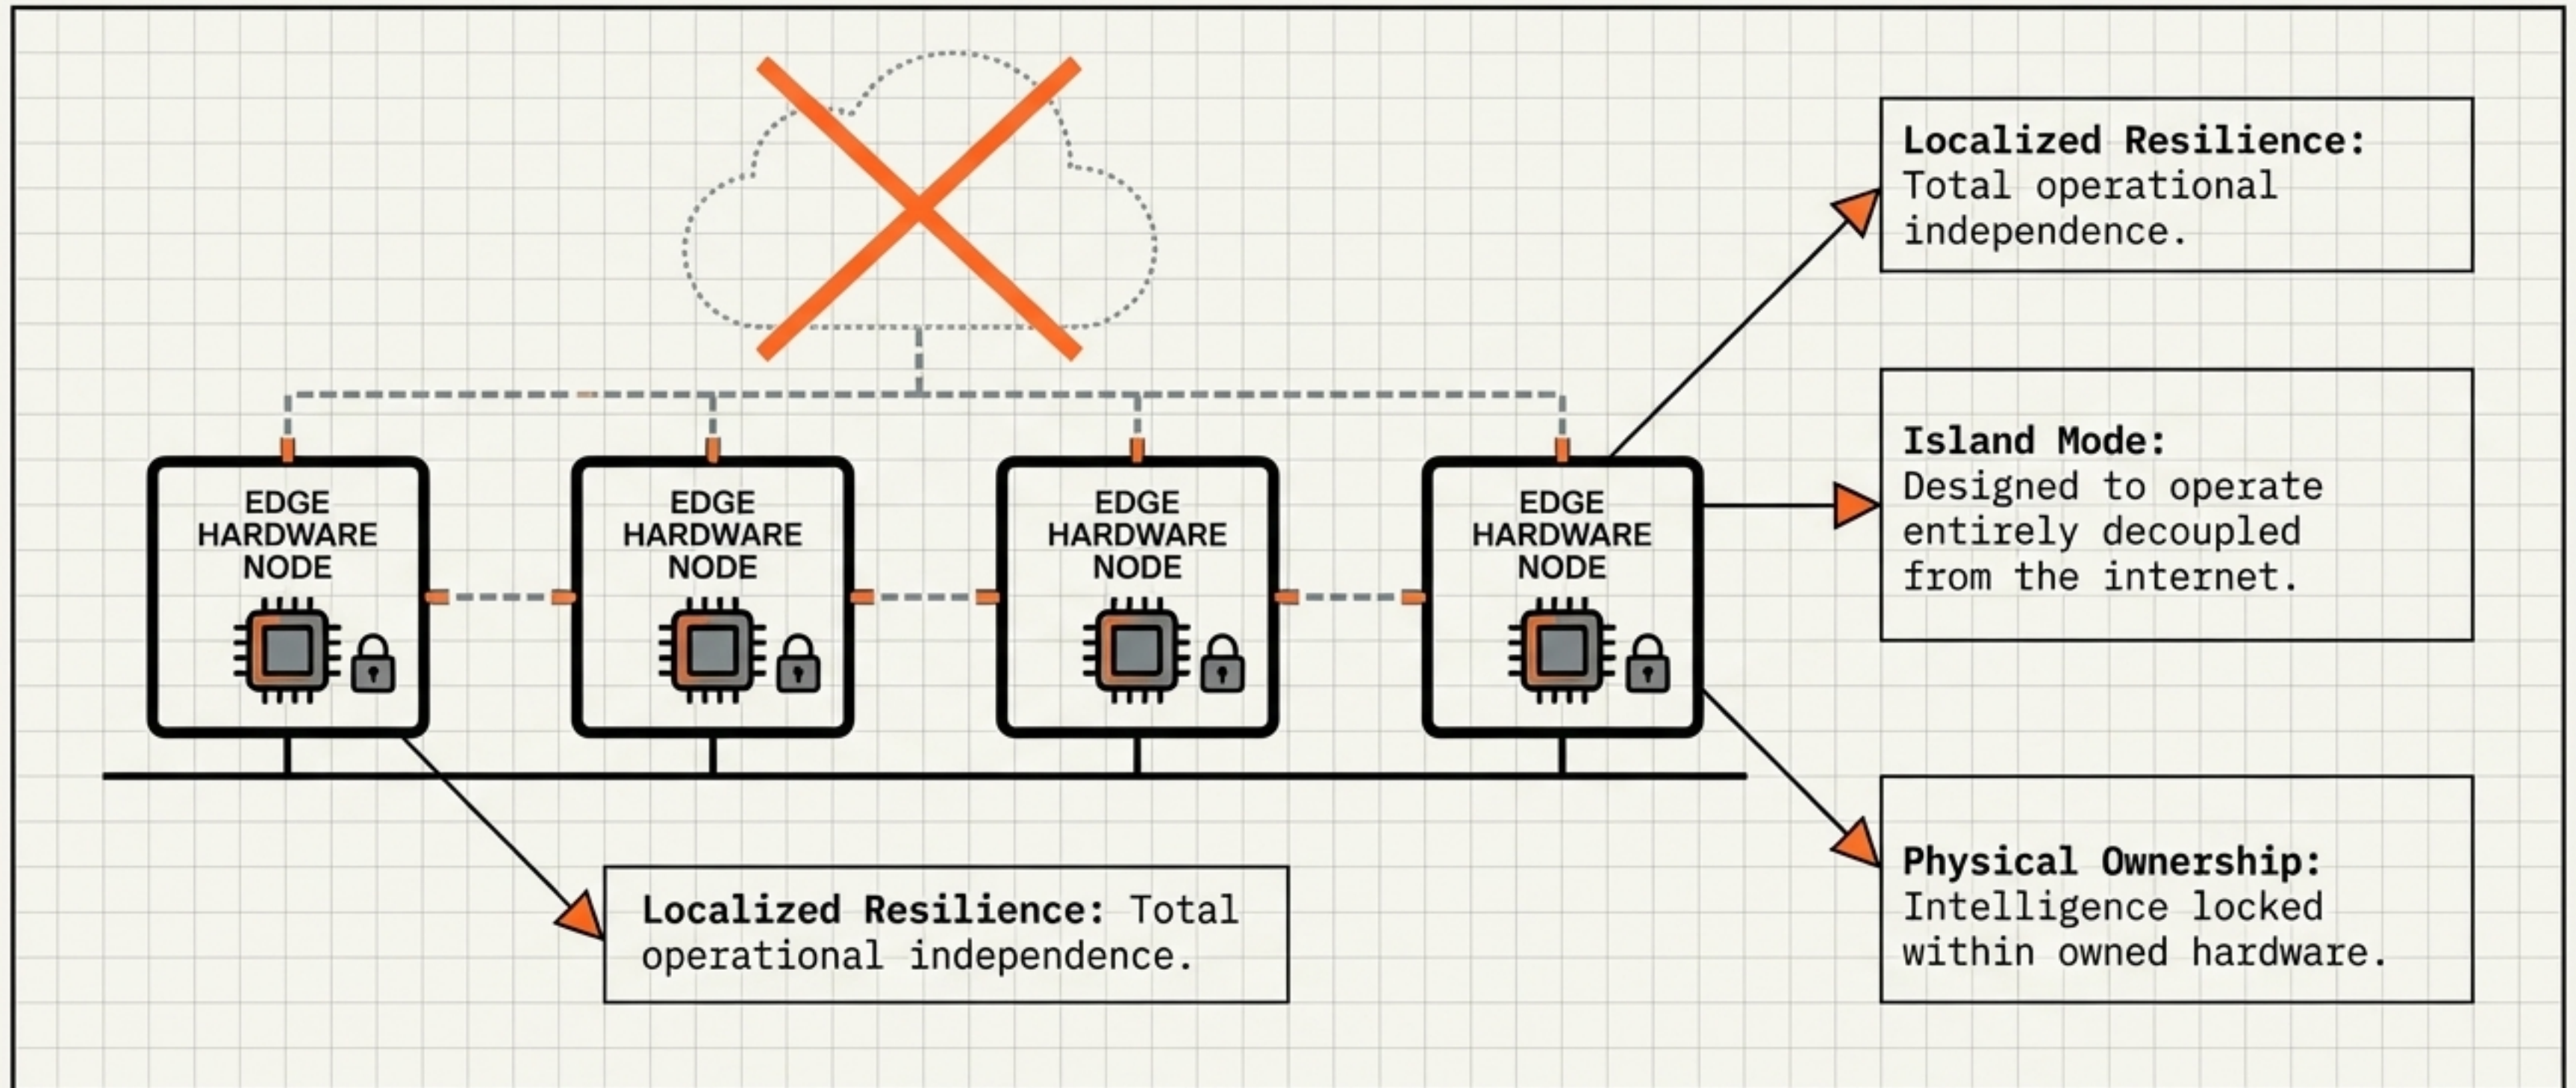 EDGE
HARDWARE
NODE
EDGE
HARDWARE
NODE
EDGE
HARDWARE
NODE
EDGE
HARDWARE
NODE
Localized Resilience:
Total operational
independence.
Island Mode:
Designed to operate
entirely decoupled
from the internet.
Physical Ownership:
Intelligence locked
within owned hardware.
Localized Resilience: Total
operational independence.